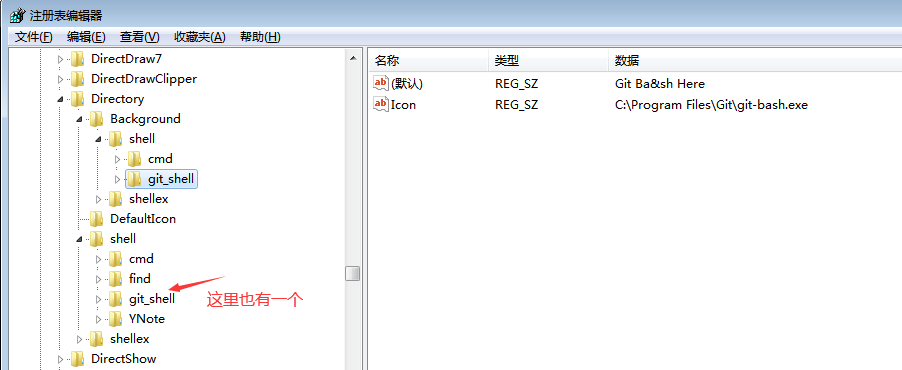 注册表编辑器
文件(F) 编辑(E) 查看(V) 收藏夹(A) 帮助(H)
DirectDraw7
DirectDrawClipper
Directory
Background
shell
cmd
git_shell
shellex
DefaultIcon
shell
cmd
find
git_shell
这里也有一个
YNote
shellex
DirectShow
名称 类型 数据
ab (默认) REG_SZ Git Ba&sh Here
ab Icon REG_SZ C:\Program Files\Git\git-bash.exe